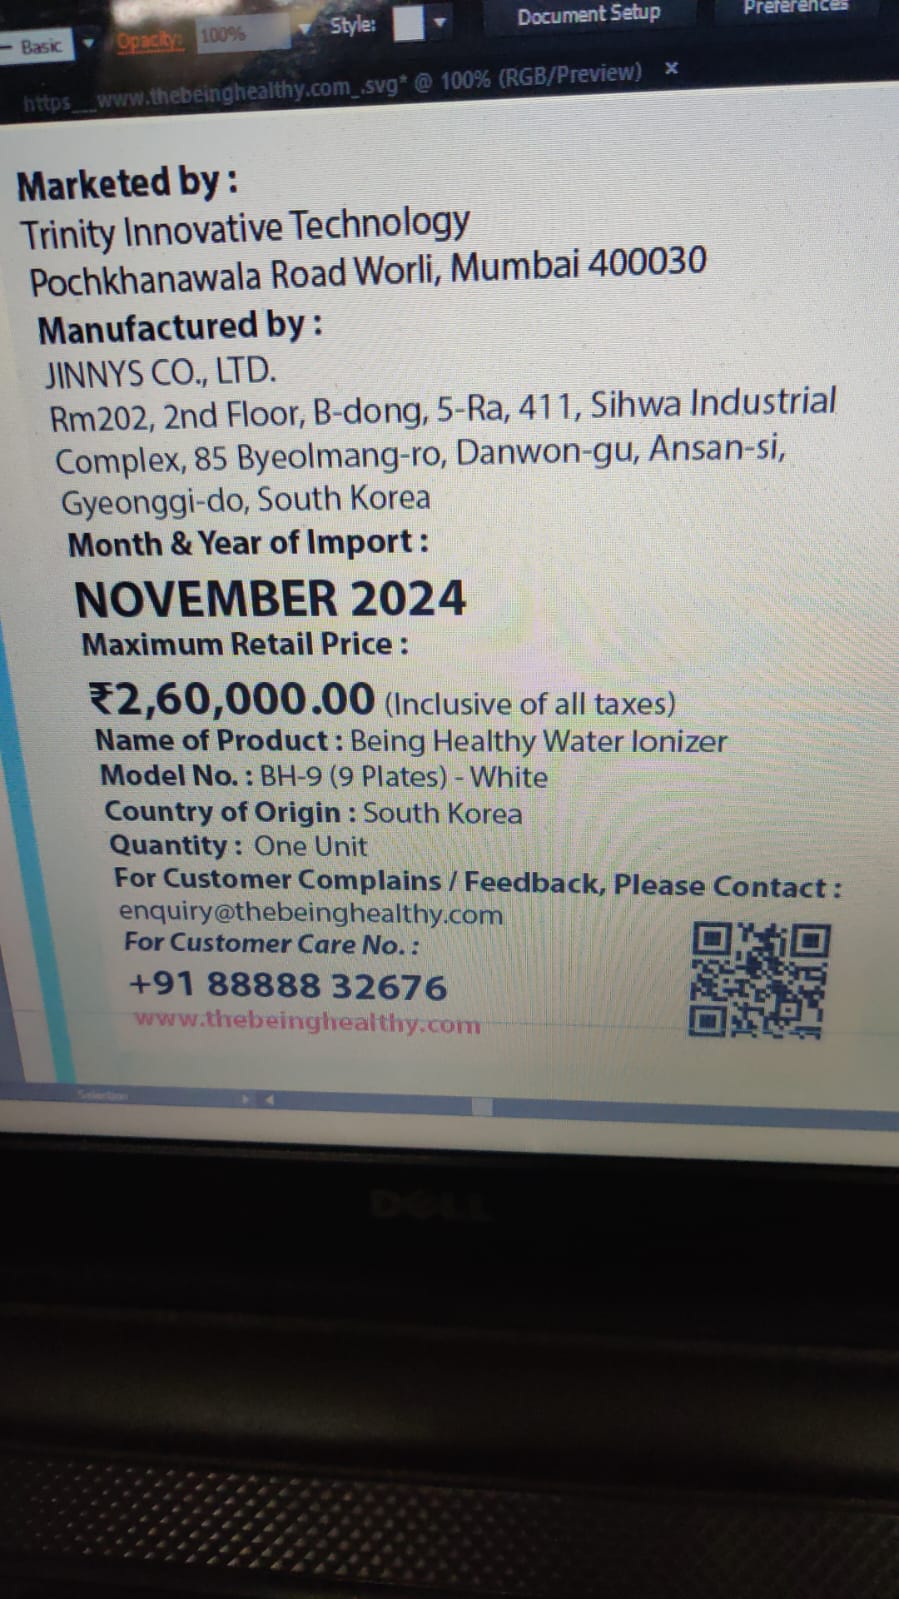 Basic Opacity: 100% Style: Document Setup Preferences
https___www.thebeinghealthy.com_.svg* @ 100% (RGB/Preview) ×
Marketed by :
Trinity Innovative Technology
Pochkhanawala Road Worli, Mumbai 400030
Manufactured by :
JINNYS CO., LTD.
Rm202, 2nd Floor, B-dong, 5-Ra, 411, Sihwa Industrial
Complex, 85 Byeolmang-ro, Danwon-gu, Ansan-si,
Gyeonggi-do, South Korea
Month & Year of Import :
NOVEMBER 2024
Maximum Retail Price :
₹2,60,000.00 (Inclusive of all taxes)
Name of Product : Being Healthy Water Ionizer
Model No. : BH-9 (9 Plates) - White
Country of Origin : South Korea
Quantity : One Unit
For Customer Complains / Feedback, Please Contact :
enquiry@thebeinghealthy.com
For Customer Care No. :
+91 88888 32676
www.thebeinghealthy.com
Selection
DELL